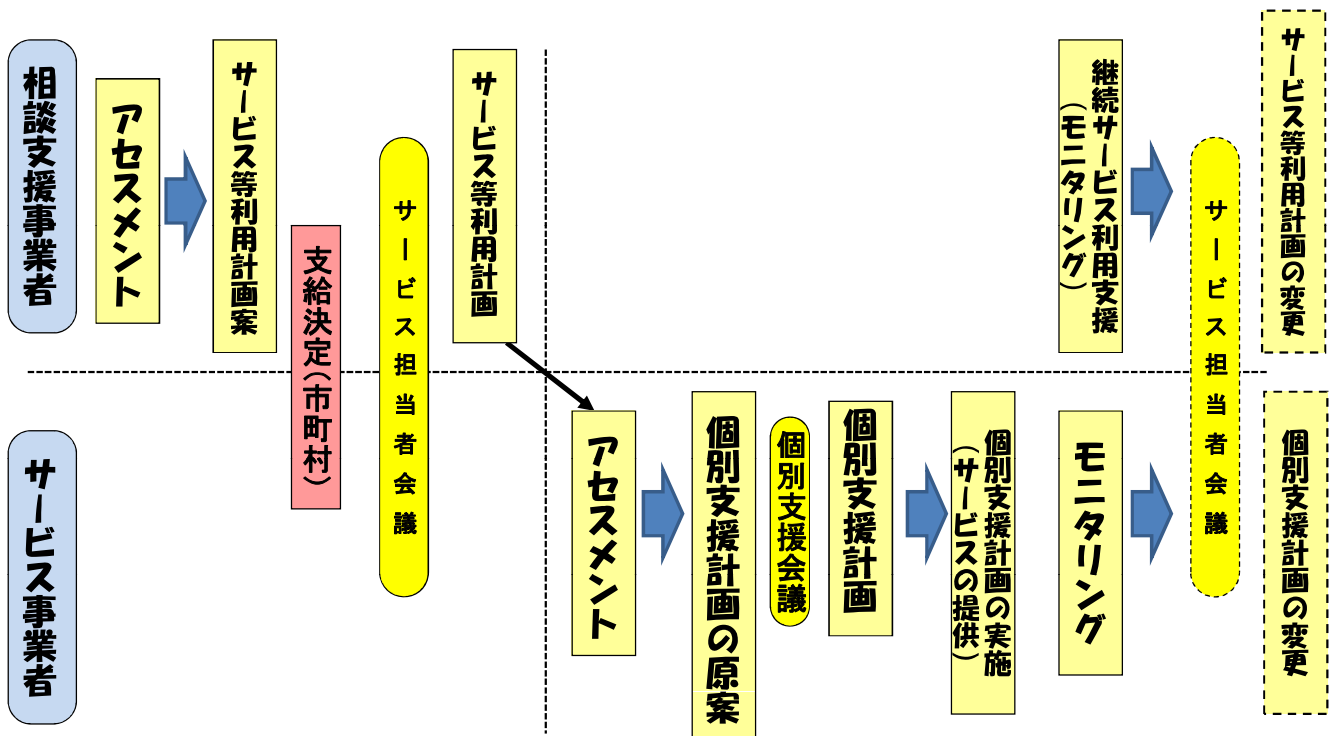 相談支援事業者
アセスメント
サービス等利用計画案
支給決定(市町村)
サービス担当者会議
サービス等利用計画
継続サービス利用支援
(モニタリング)
サービス担当者会議
サービス等利用計画の変更
サービス事業者
アセスメント
個別支援計画の原案
個別支援会議
個別支援計画
個別支援計画の実施
(サービスの提供)
モニタリング
個別支援計画の変更